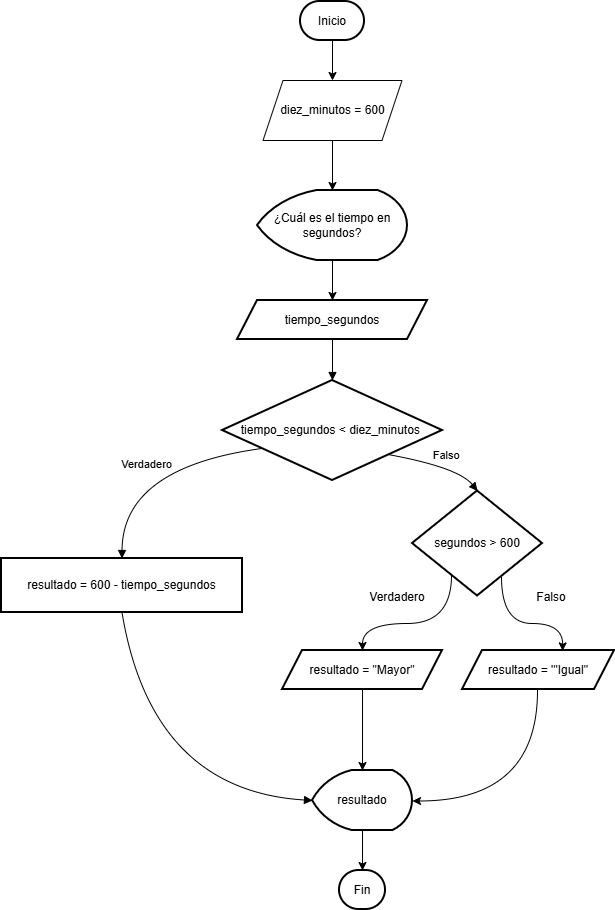 Inicio
diez_minutos = 600
¿Cuál es el tiempo en
segundos?
tiempo_segundos
tiempo_segundos < diez_minutos
Verdadero
Falso
segundos > 600
resultado = 600 - tiempo_segundos
Verdadero
Falso
resultado = "Mayor"
resultado = '"Igual"
resultado
Fin